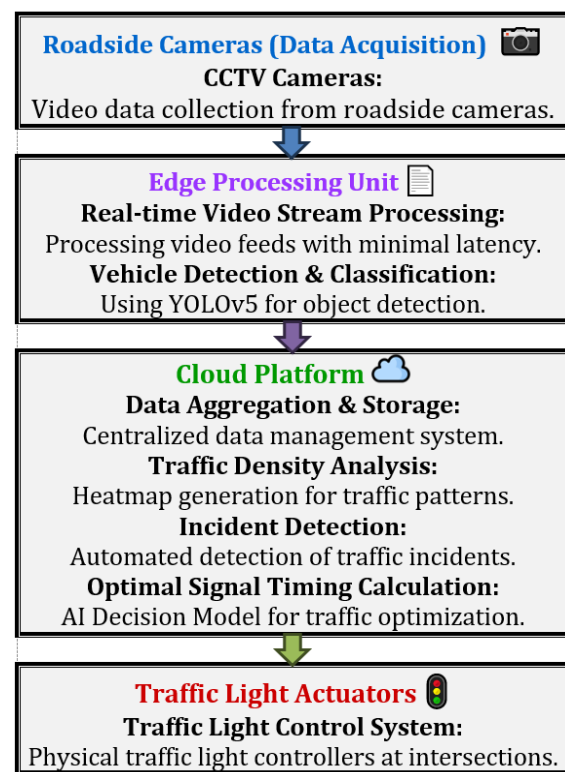 Roadside Cameras (Data Acquisition)
CCTV Cameras:
Video data collection from roadside cameras.
Edge Processing Unit
Real-time Video Stream Processing:
Processing video feeds with minimal latency.
Vehicle Detection & Classification:
Using YOLOv5 for object detection.
Cloud Platform
Data Aggregation & Storage:
Centralized data management system.
Traffic Density Analysis:
Heatmap generation for traffic patterns.
Incident Detection:
Automated detection of traffic incidents.
Optimal Signal Timing Calculation:
AI Decision Model for traffic optimization.
Traffic Light Actuators
Traffic Light Control System:
Physical traffic light controllers at intersections.